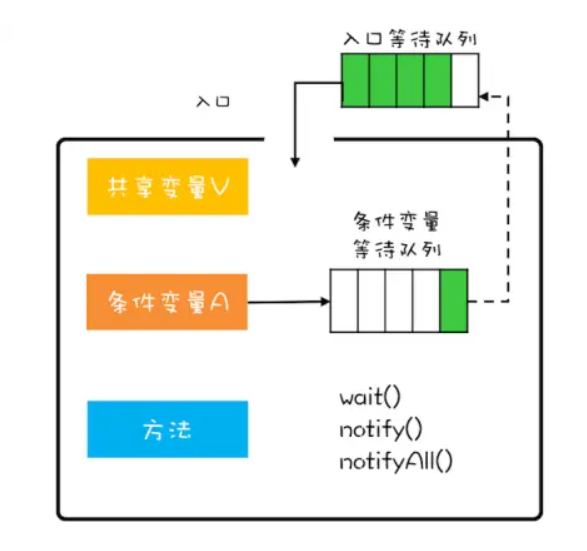 入口等待队列
入口
共享变量V
条件变量
等待队列
条件变量A
wait()
notify()
notifyAll()
方法